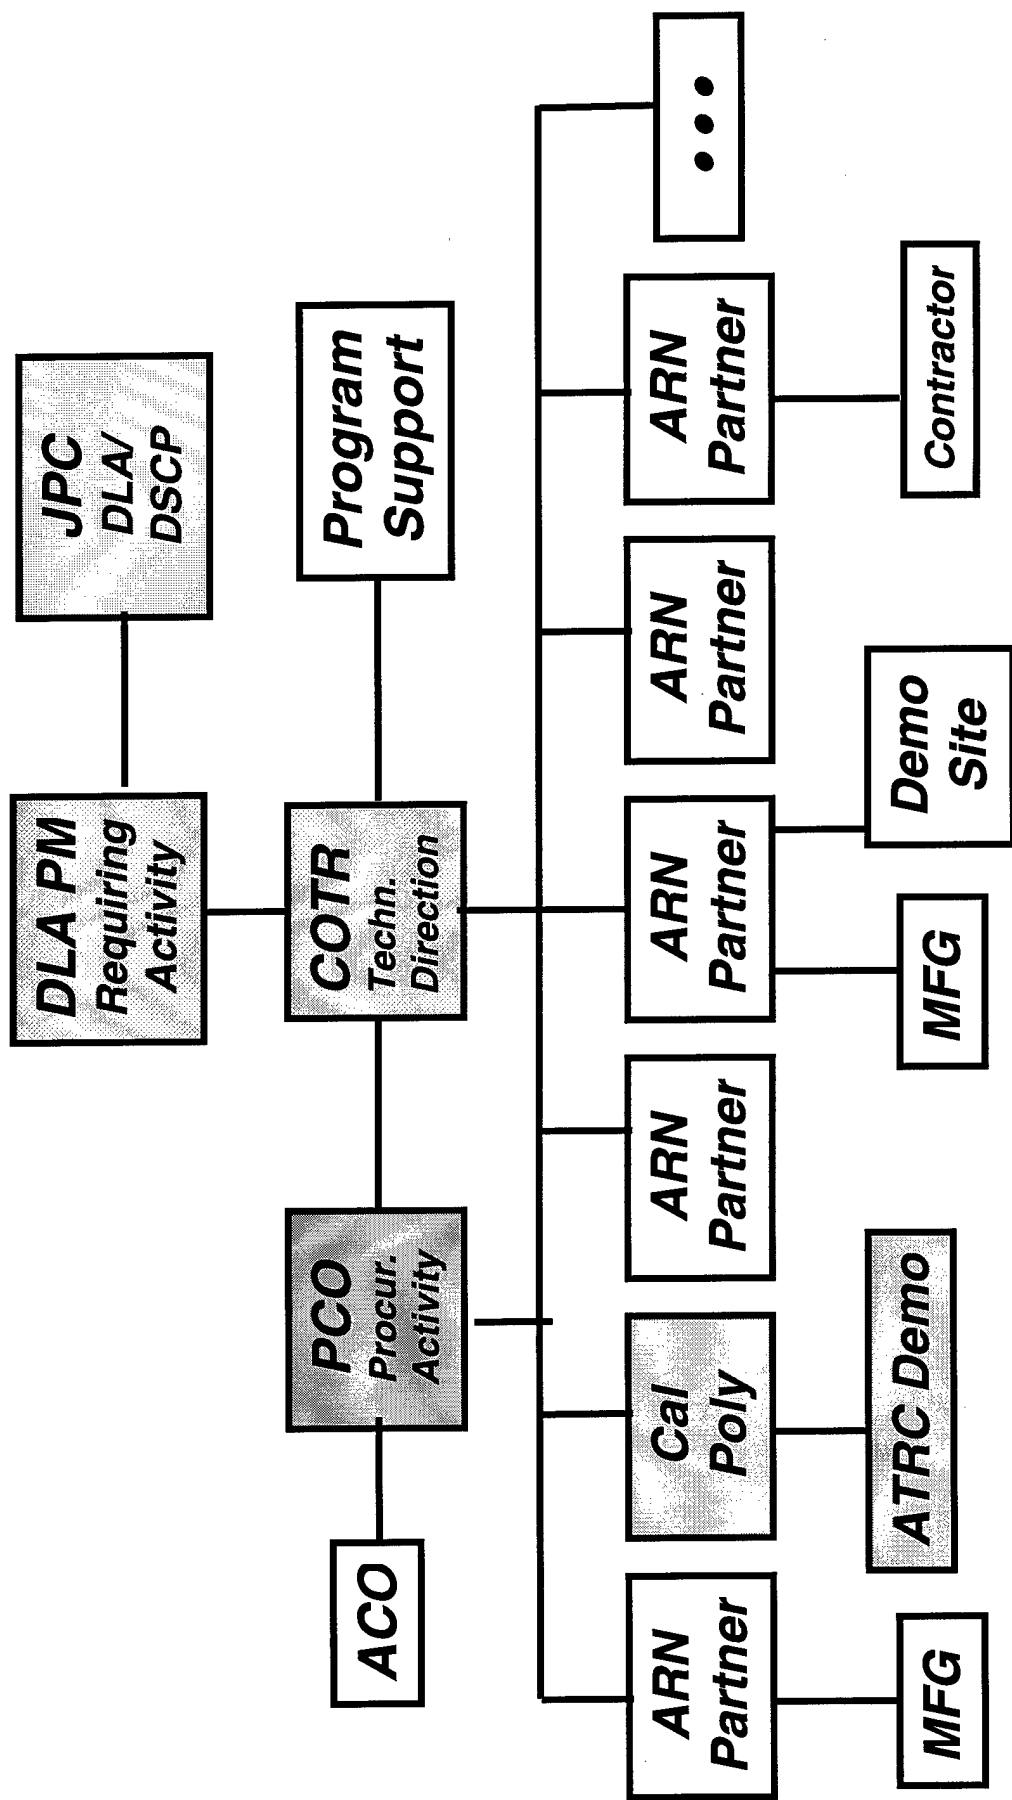 DLA PM
Requiring
Activity
JPC
DLA/
DSCP
ACO
PCO
Procur.
Activity
COTR
Techn.
Direction
Program
Support
ARN
Partner
Cal
Poly
ARN
Partner
ARN
Partner
ARN
Partner
ARN
Partner
•••
MFG
ATRC Demo
MFG
Demo
Site
Contractor